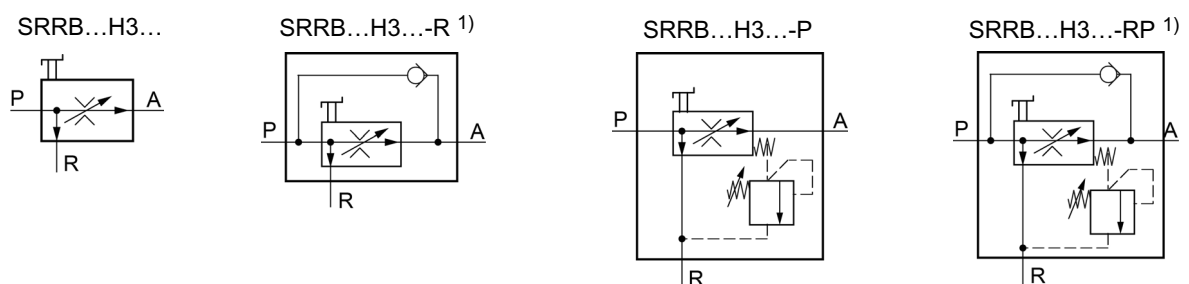 SRRB…H3…
P
A
R
SRRB…H3…-R 1)
P
A
R
SRRB…H3…-P
P
A
R
SRRB…H3…-RP 1)
P
A
R